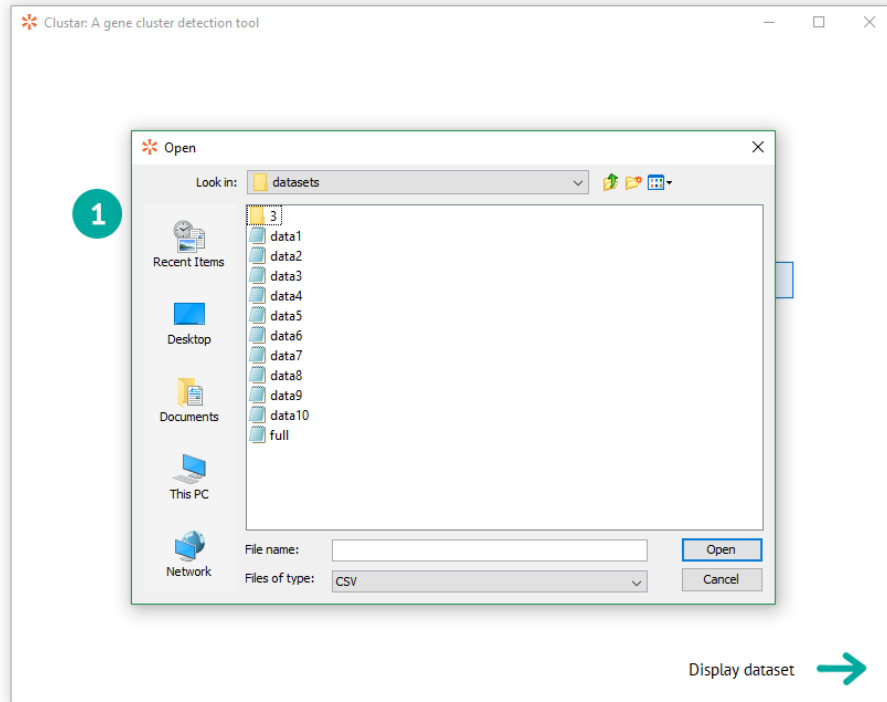 Clustar: A gene cluster detection tool
Open
Look in: datasets
1
3
data1
data2
data3
data4
data5
data6
data7
data8
data9
data10
full
Recent Items
Desktop
Documents
This PC
Network
File name:
Open
Files of type: CSV
Cancel
Display dataset